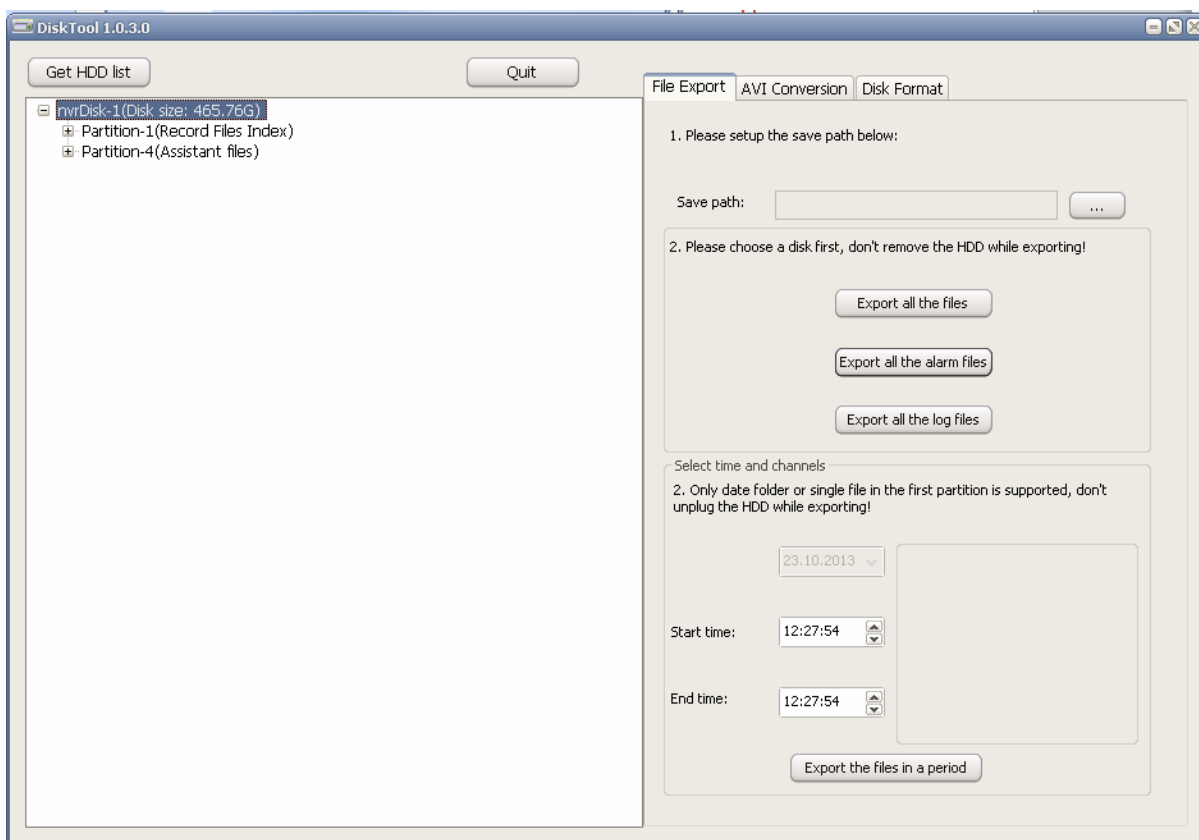 DiskTool 1.0.3.0
Get HDD list
Quit
nvrDisk-1(Disk size: 465.76G)
Partition-1(Record Files Index)
Partition-4(Assistant files)
File Export
AVI Conversion
Disk Format
1. Please setup the save path below:
Save path:
...
2. Please choose a disk first, don't remove the HDD while exporting!
Export all the files
Export all the alarm files
Export all the log files
Select time and channels
2. Only date folder or single file in the first partition is supported, don't
unplug the HDD while exporting!
23.10.2013
Start time:
12:27:54
End time:
12:27:54
Export the files in a period